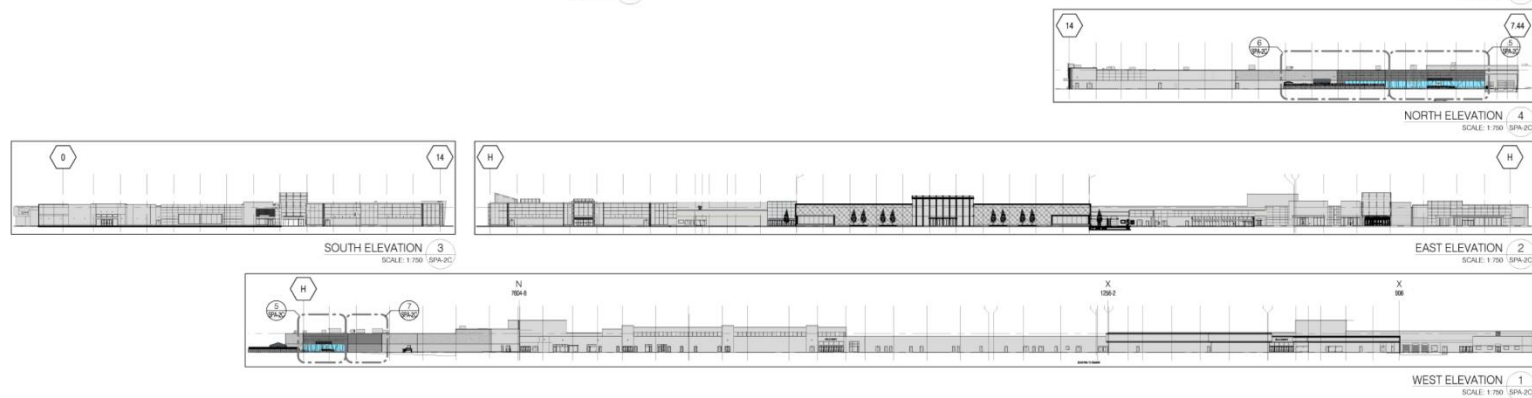 14
7.44
6
SPA-2C
5
SPA-2C
NORTH ELEVATION 4
SCALE: 1:750 SPA-2C
0
14
H
H
SOUTH ELEVATION 3
SCALE: 1:750 SPA-2C
EAST ELEVATION 2
SCALE: 1:750 SPA-2C
H
N
X
X
5
SPA-2C
7
SPA-2C
WEST ELEVATION 1
SCALE: 1:750 SPA-2C